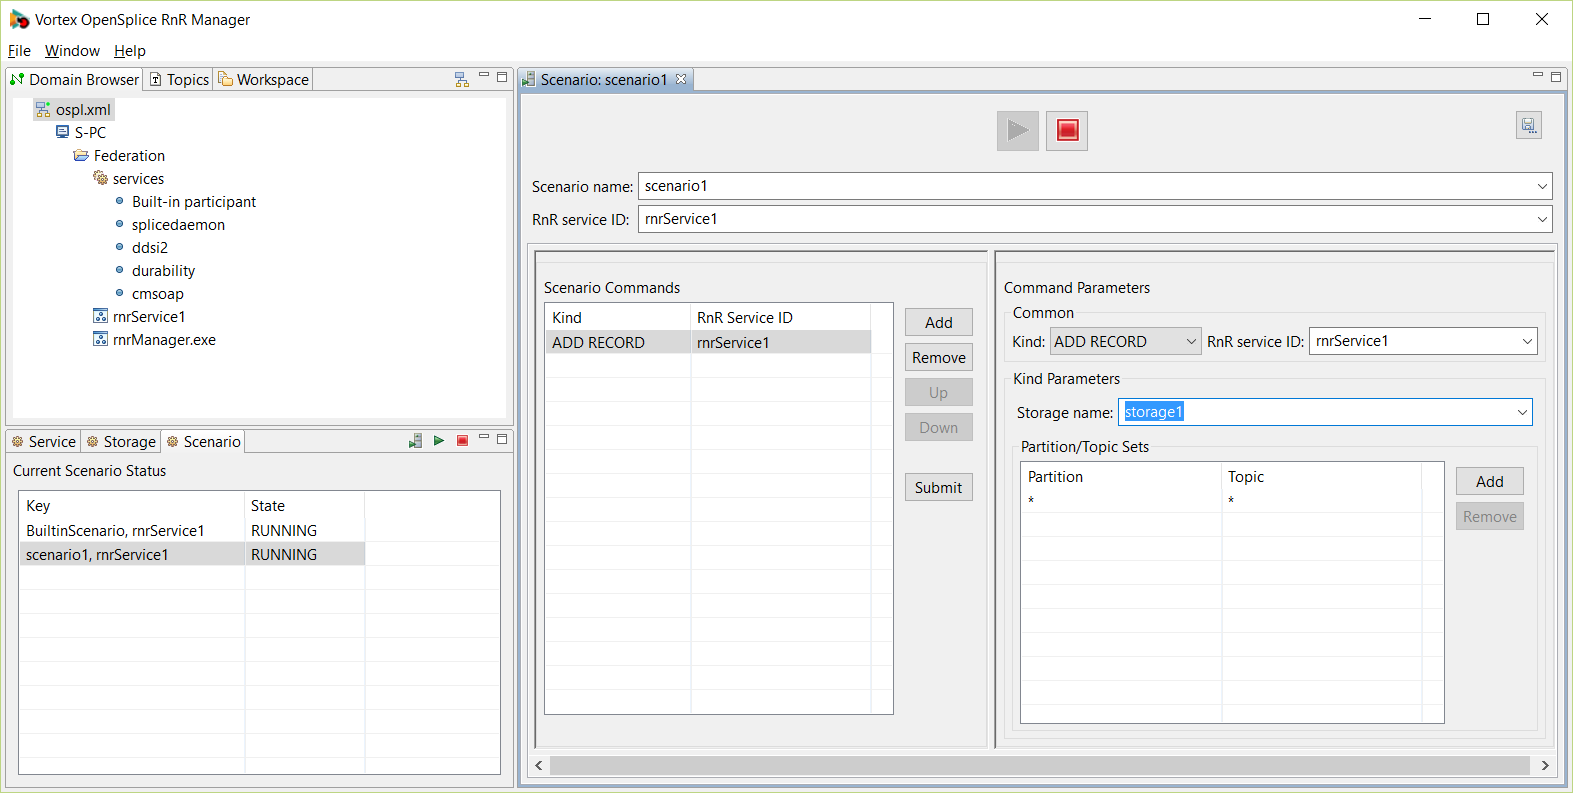 Vortex OpenSplice RnR Manager
File Window Help
Domain Browser Topics Workspace
ospl.xml
S-PC
Federation
services
Built-in participant
splicedaemon
ddsi2
durability
cmsoap
rnrService1
rnrManager.exe
Service Storage Scenario
Current Scenario Status
Key State
BuiltinScenario, rnrService1 RUNNING
scenario1, rnrService1 RUNNING
Scenario: scenario1
Scenario name: scenario1
RnR service ID: rnrService1
Scenario Commands
Kind RnR Service ID
ADD RECORD rnrService1
Add
Remove
Up
Down
Submit
Command Parameters
Common
Kind: ADD RECORD RnR service ID: rnrService1
Kind Parameters
Storage name: storage1
Partition/Topic Sets
Partition Topic
* *
Add
Remove